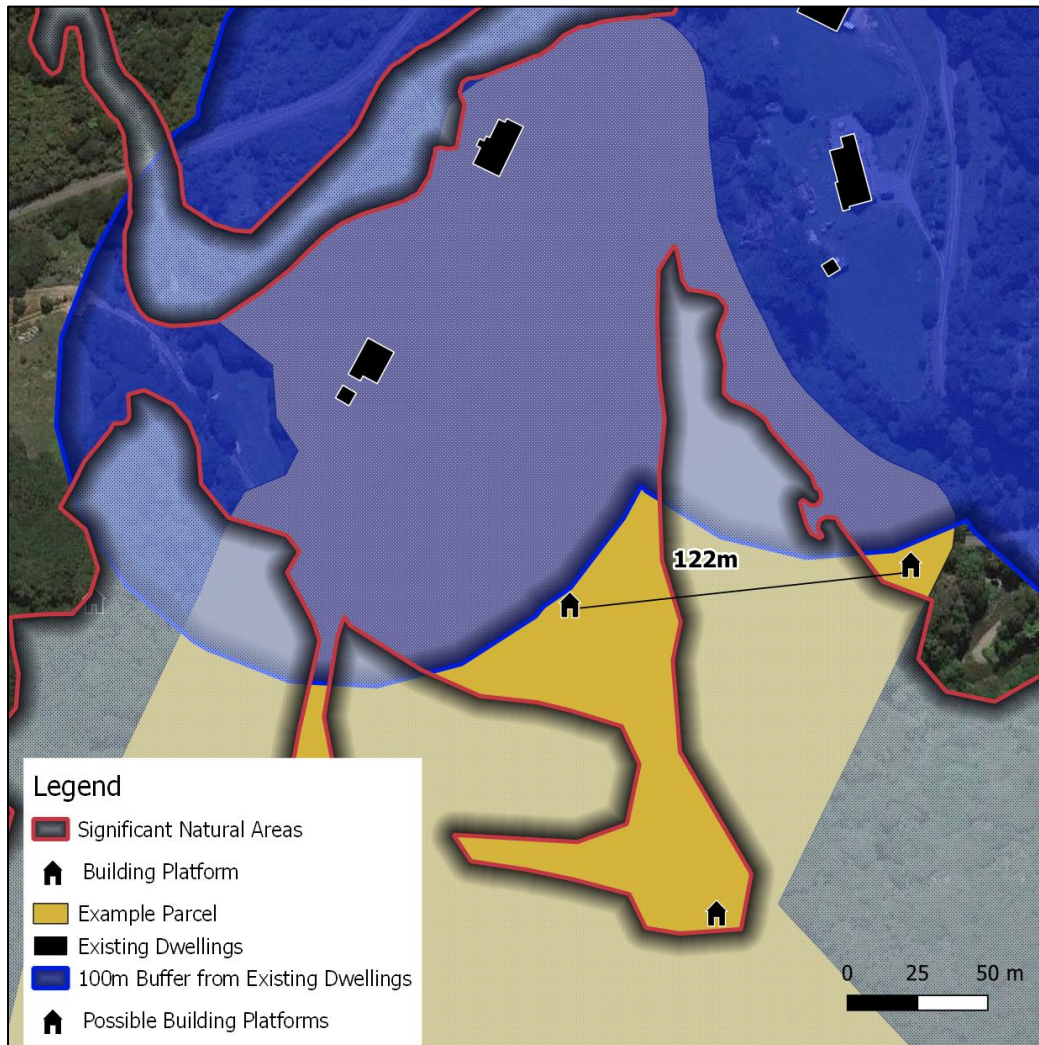 122m
Legend
Significant Natural Areas
Building Platform
Example Parcel
Existing Dwellings
100m Buffer from Existing Dwellings
Possible Building Platforms
0 25 50 m